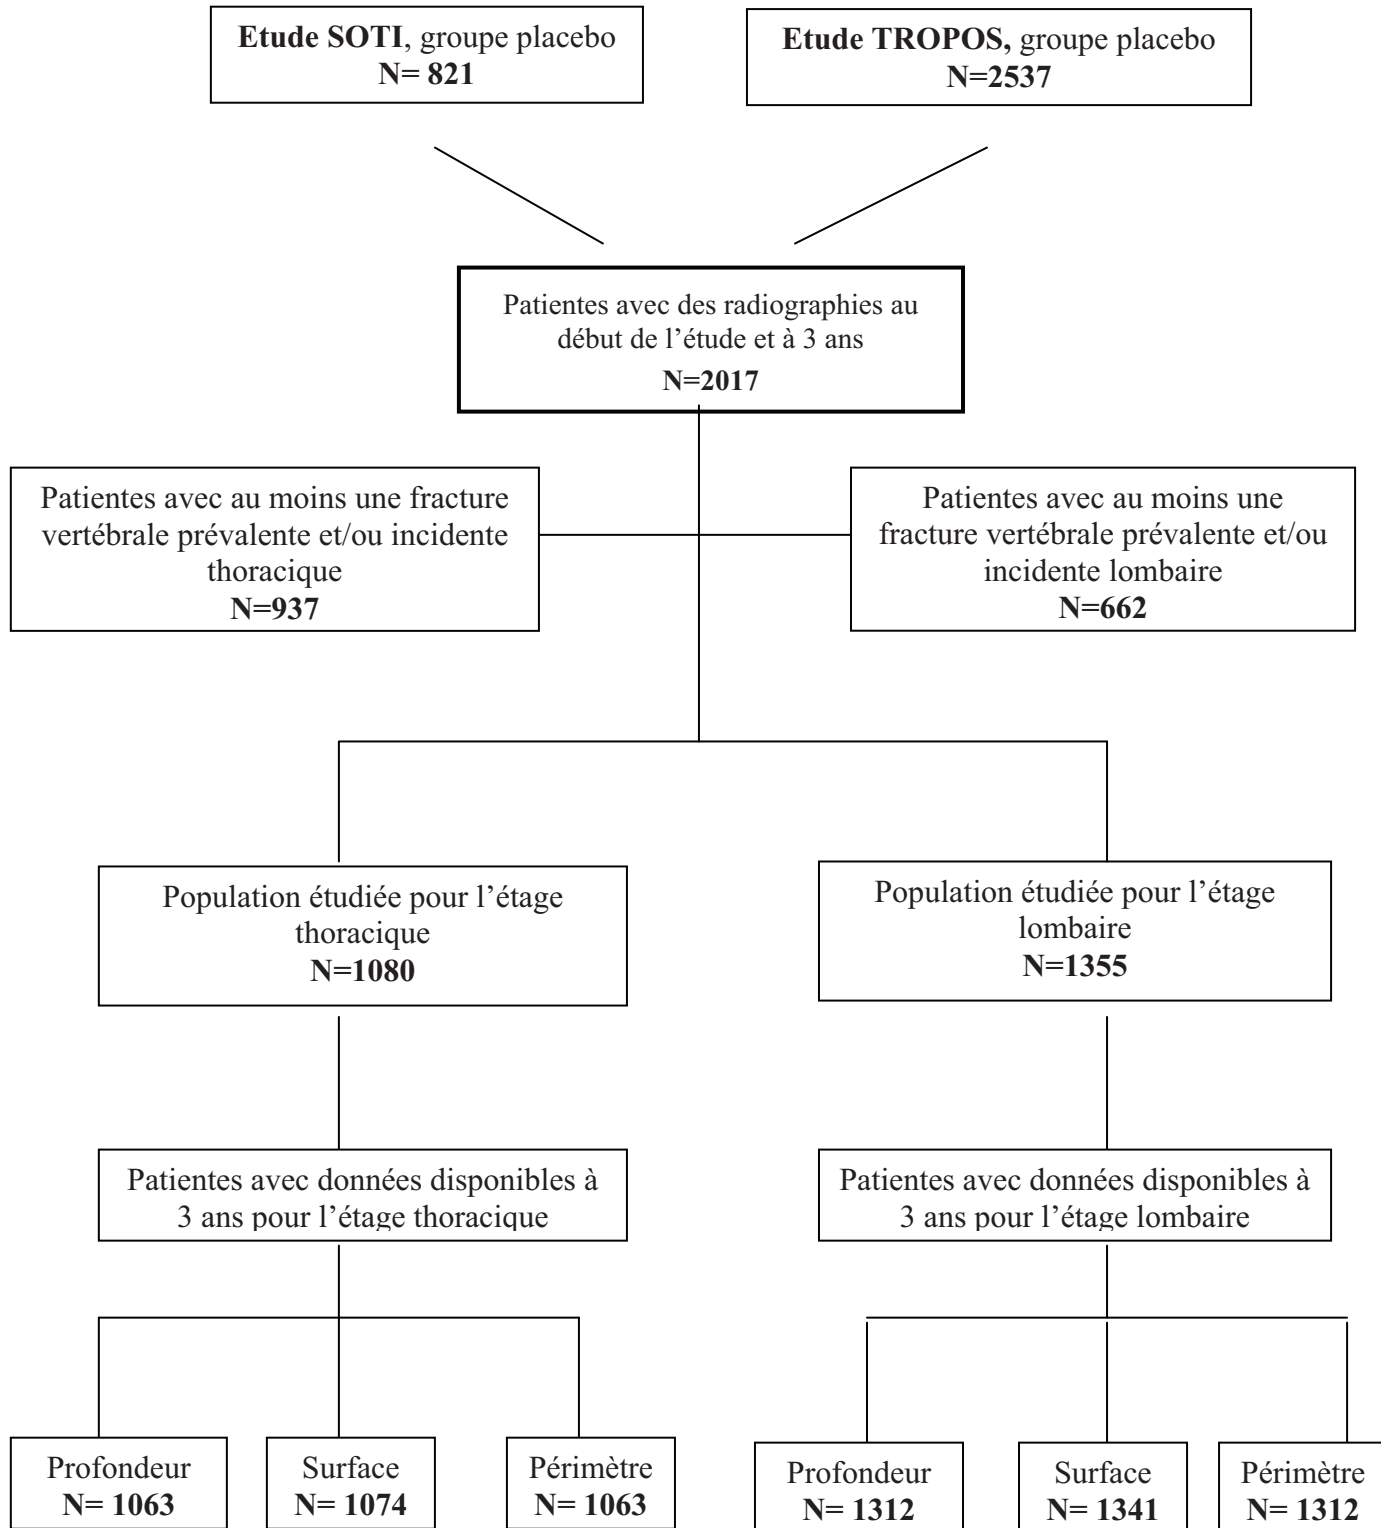 Etude SOTI, groupe placebo
N= 821
Etude TROPOS, groupe placebo
N=2537
Patientes avec des radiographies au
début de l’étude et à 3 ans
N=2017
Patientes avec au moins une fracture
vertébrale prévalente et/ou incidente
thoracique
N=937
Patientes avec au moins une
fracture vertébrale prévalente et/ou
incidente lombaire
N=662
Population étudiée pour l’étage
thoracique
N=1080
Population étudiée pour l’étage
lombaire
N=1355
Patientes avec données disponibles à
3 ans pour l’étage thoracique
Patientes avec données disponibles à
3 ans pour l’étage lombaire
Profondeur
N= 1063
Surface
N= 1074
Périmètre
N= 1063
Profondeur
N= 1312
Surface
N= 1341
Périmètre
N= 1312